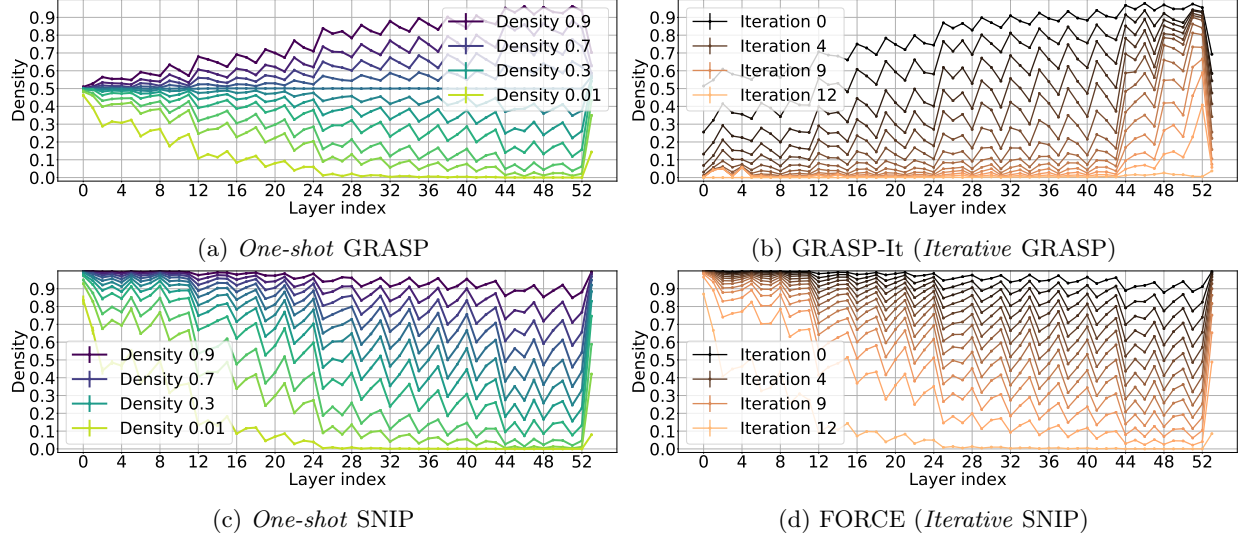 0.9
0.8
0.7
0.6
0.5
0.4
0.3
0.2
0.1
0.0
Density
Density 0.9
Density 0.7
Density 0.3
Density 0.01
0 4 8 12 16 20 24 28 32 36 40 44 48 52
Layer index
(a) One-shot GRASP
0.9
0.8
0.7
0.6
0.5
0.4
0.3
0.2
0.1
0.0
Density
Iteration 0
Iteration 4
Iteration 9
Iteration 12
0 4 8 12 16 20 24 28 32 36 40 44 48 52
Layer index
(b) GRASP-It (Iterative GRASP)
0.9
0.8
0.7
0.6
0.5
0.4
0.3
0.2
0.1
0.0
Density
Density 0.9
Density 0.7
Density 0.3
Density 0.01
0 4 8 12 16 20 24 28 32 36 40 44 48 52
Layer index
(c) One-shot SNIP
0.9
0.8
0.7
0.6
0.5
0.4
0.3
0.2
0.1
0.0
Density
Iteration 0
Iteration 4
Iteration 9
Iteration 12
0 4 8 12 16 20 24 28 32 36 40 44 48 52
Layer index
(d) FORCE (Iterative SNIP)